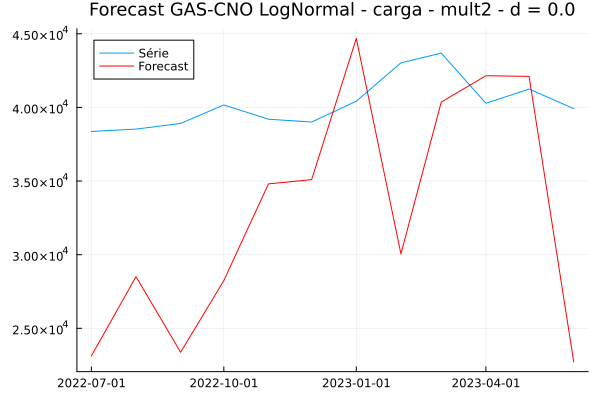 Forecast GAS-CNO LogNormal - carga - mult2 - d = 0.0
4.50×10⁴
Série
Forecast
4.00×10⁴
3.50×10⁴
3.00×10⁴
2.50×10⁴
2022-07-01 2022-10-01 2023-01-01 2023-04-01